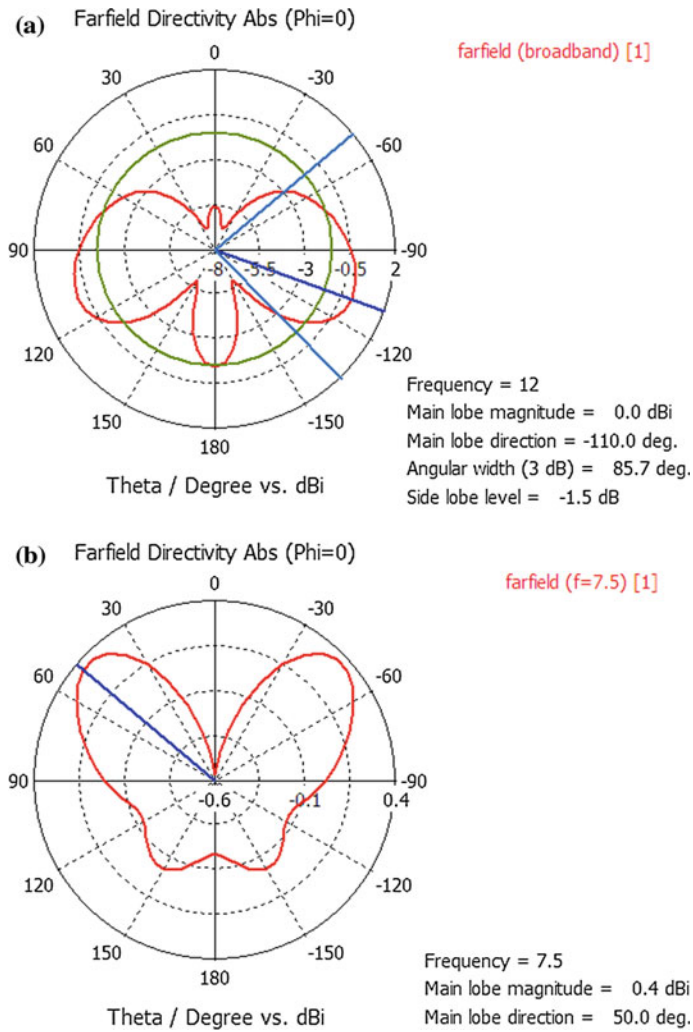 (a) Farfield Directivity Abs (Phi=0)
farfield (broadband) [1]
0
30 -30
60 -60
90 -8 -5.5 -3 -0.5 2 -90
120 -120
150 -150
180
Theta / Degree vs. dBi
Frequency = 12
Main lobe magnitude = 0.0 dBi
Main lobe direction = -110.0 deg.
Angular width (3 dB) = 85.7 deg.
Side lobe level = -1.5 dB
(b) Farfield Directivity Abs (Phi=0)
farfield (f=7.5) [1]
0
30 -30
60 -60
90 -0.6 -0.1 0.4 -90
120 -120
150 -150
180
Theta / Degree vs. dBi
Frequency = 7.5
Main lobe magnitude = 0.4 dBi
Main lobe direction = 50.0 deg.